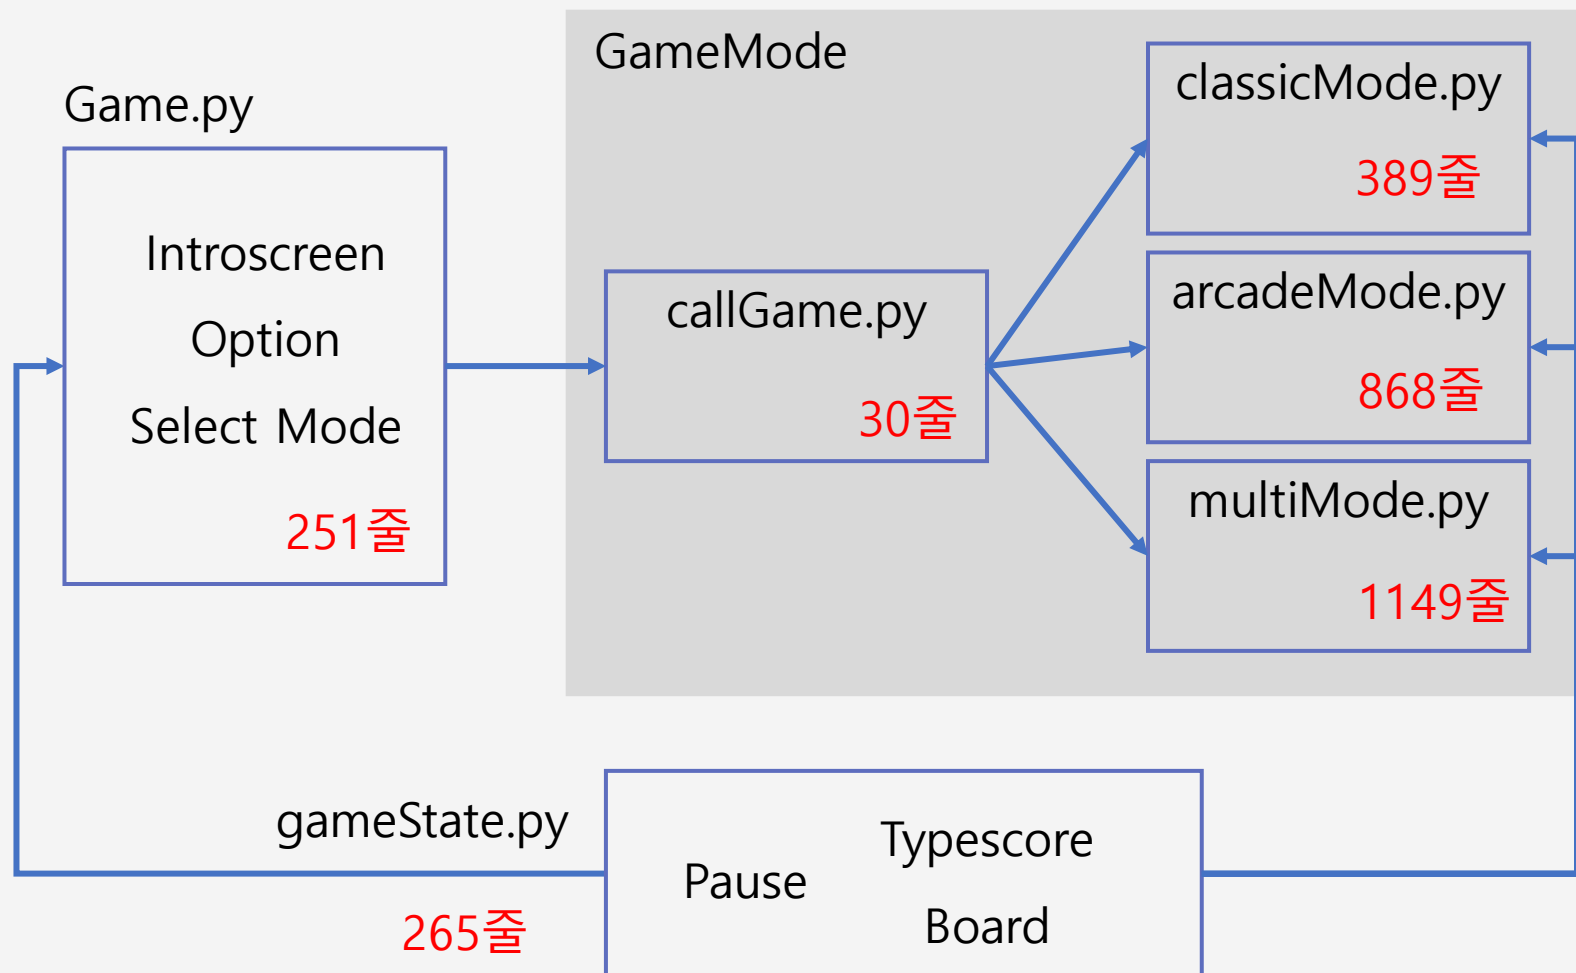 Game.py
Introscreen
Option
Select Mode
251줄
GameMode
callGame.py
30줄
classicMode.py
389줄
arcadeMode.py
868줄
multiMode.py
1149줄
gameState.py
265줄
Pause
Typescore
Board